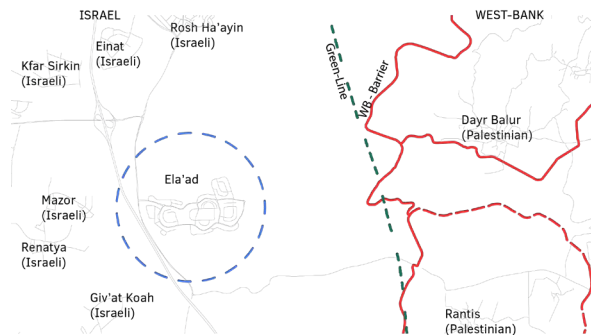 ISRAEL
WEST-BANK
Rosh Ha'ayin
(Israeli)
Einat
(Israeli)
Kfar Sirkin
(Israeli)
Green-Line
WB - Barrier
Dayr Balur
(Palestinian)
Ela'ad
Mazor
(Israeli)
Renatya
(Israeli)
Giv'at Koah
(Israeli)
Rantis
(Palestinian)